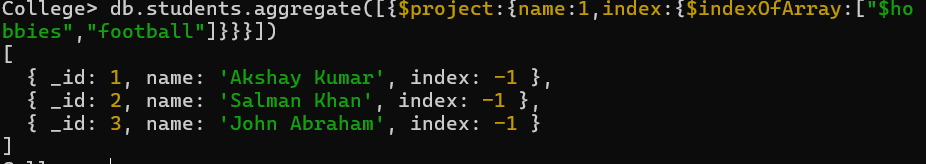 College> db.students.aggregate([{$project:{name:1,index:{$indexOfArray:["$ho
bbies","football"]}}}])
[
  { _id: 1, name: 'Akshay Kumar', index: -1 },
  { _id: 2, name: 'Salman Khan', index: -1 },
  { _id: 3, name: 'John Abraham', index: -1 }
]